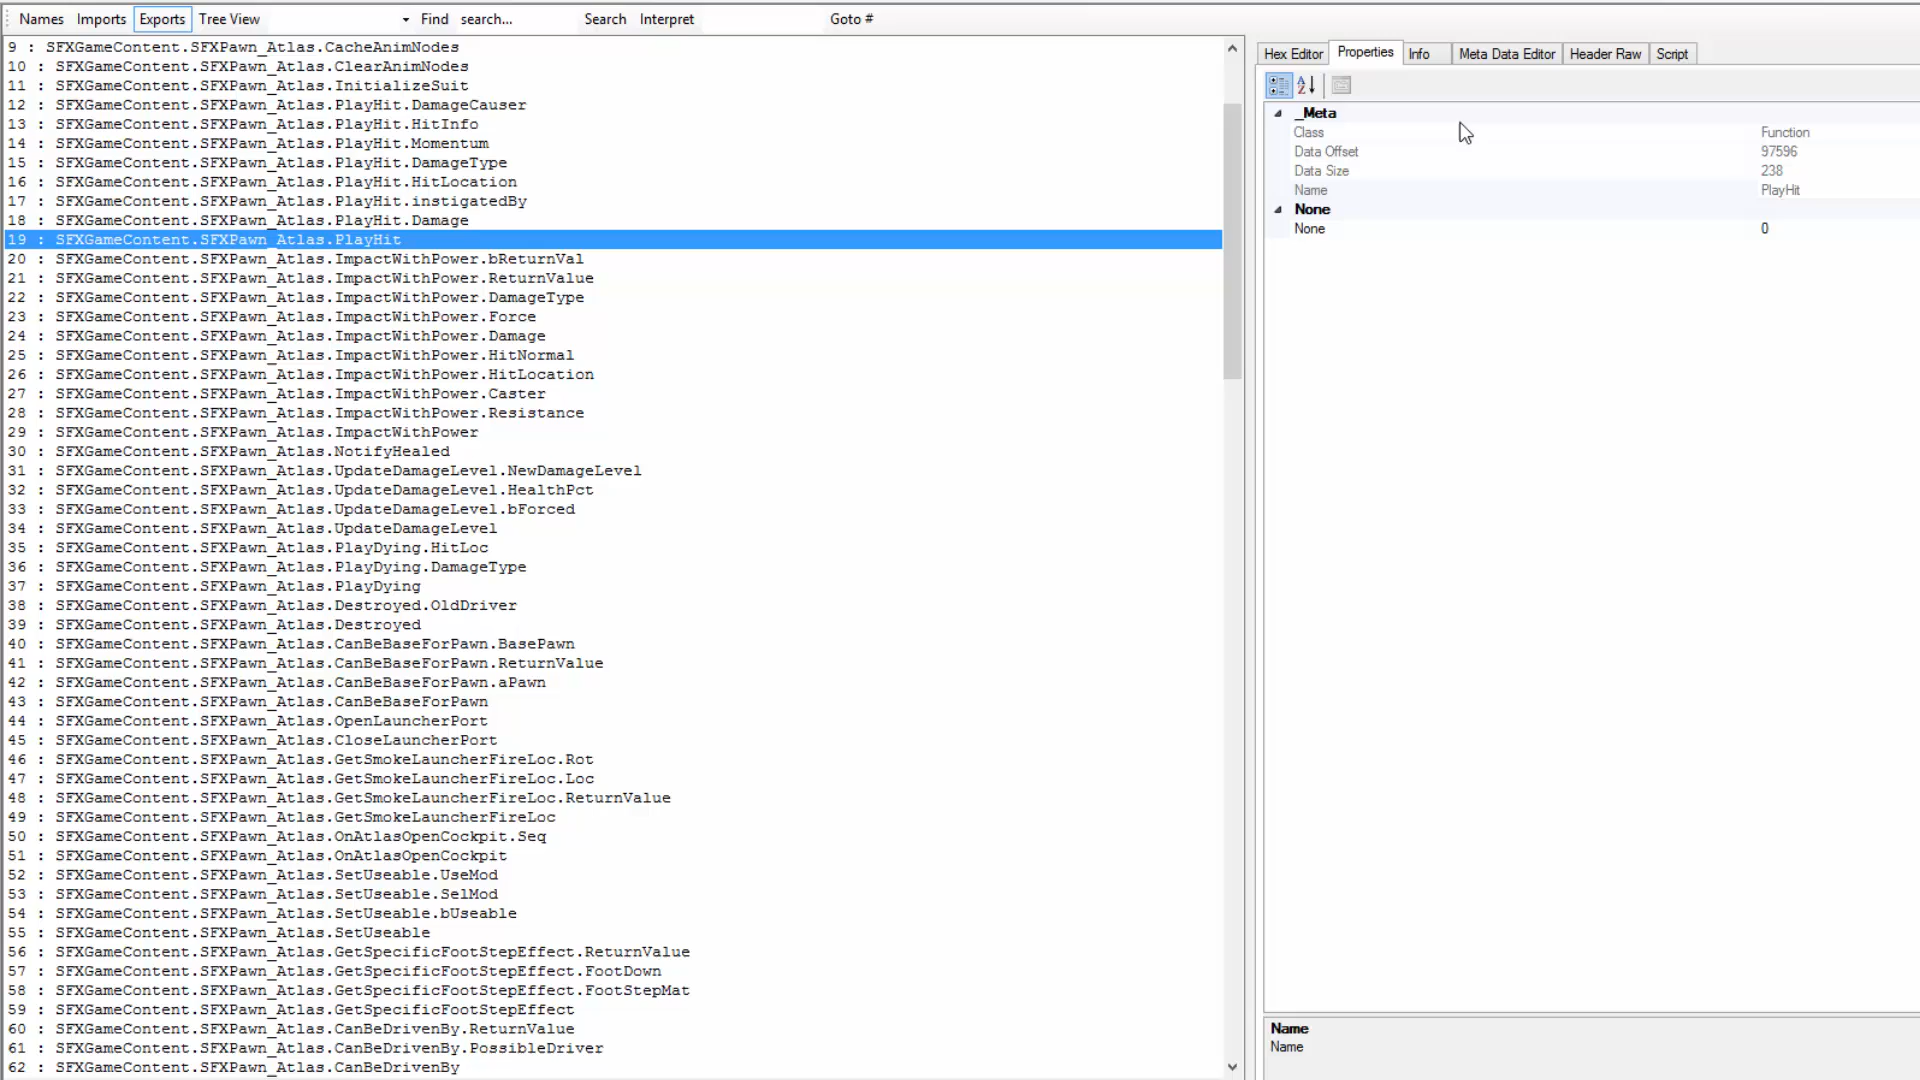 Names Imports Exports Tree View Find search... Search Interpret Goto #
9 : SFXGameContent.SFXPawn_Atlas.CacheAnimNodes
10 : SFXGameContent.SFXPawn_Atlas.ClearAnimNodes
11 : SFXGameContent.SFXPawn_Atlas.InitializeSuit
12 : SFXGameContent.SFXPawn_Atlas.PlayHit.DamageCauser
13 : SFXGameContent.SFXPawn_Atlas.PlayHit.HitInfo
14 : SFXGameContent.SFXPawn_Atlas.PlayHit.Momentum
15 : SFXGameContent.SFXPawn_Atlas.PlayHit.DamageType
16 : SFXGameContent.SFXPawn_Atlas.PlayHit.HitLocation
17 : SFXGameContent.SFXPawn_Atlas.PlayHit.instigatedBy
18 : SFXGameContent.SFXPawn_Atlas.PlayHit.Damage
19 : SFXGameContent.SFXPawn_Atlas.PlayHit
20 : SFXGameContent.SFXPawn_Atlas.ImpactWithPower.bReturnVal
21 : SFXGameContent.SFXPawn_Atlas.ImpactWithPower.ReturnValue
22 : SFXGameContent.SFXPawn_Atlas.ImpactWithPower.DamageType
23 : SFXGameContent.SFXPawn_Atlas.ImpactWithPower.Force
24 : SFXGameContent.SFXPawn_Atlas.ImpactWithPower.Damage
25 : SFXGameContent.SFXPawn_Atlas.ImpactWithPower.HitNormal
26 : SFXGameContent.SFXPawn_Atlas.ImpactWithPower.HitLocation
27 : SFXGameContent.SFXPawn_Atlas.ImpactWithPower.Caster
28 : SFXGameContent.SFXPawn_Atlas.ImpactWithPower.Resistance
29 : SFXGameContent.SFXPawn_Atlas.ImpactWithPower
30 : SFXGameContent.SFXPawn_Atlas.NotifyHealed
31 : SFXGameContent.SFXPawn_Atlas.UpdateDamageLevel.NewDamageLevel
32 : SFXGameContent.SFXPawn_Atlas.UpdateDamageLevel.HealthPct
33 : SFXGameContent.SFXPawn_Atlas.UpdateDamageLevel.bForced
34 : SFXGameContent.SFXPawn_Atlas.UpdateDamageLevel
35 : SFXGameContent.SFXPawn_Atlas.PlayDying.HitLoc
36 : SFXGameContent.SFXPawn_Atlas.PlayDying.DamageType
37 : SFXGameContent.SFXPawn_Atlas.PlayDying
38 : SFXGameContent.SFXPawn_Atlas.Destroyed.OldDriver
39 : SFXGameContent.SFXPawn_Atlas.Destroyed
40 : SFXGameContent.SFXPawn_Atlas.CanBeBaseForPawn.BasePawn
41 : SFXGameContent.SFXPawn_Atlas.CanBeBaseForPawn.ReturnValue
42 : SFXGameContent.SFXPawn_Atlas.CanBeBaseForPawn.aPawn
43 : SFXGameContent.SFXPawn_Atlas.CanBeBaseForPawn
44 : SFXGameContent.SFXPawn_Atlas.OpenLauncherPort
45 : SFXGameContent.SFXPawn_Atlas.CloseLauncherPort
46 : SFXGameContent.SFXPawn_Atlas.GetSmokeLauncherFireLoc.Rot
47 : SFXGameContent.SFXPawn_Atlas.GetSmokeLauncherFireLoc.Loc
48 : SFXGameContent.SFXPawn_Atlas.GetSmokeLauncherFireLoc.ReturnValue
49 : SFXGameContent.SFXPawn_Atlas.GetSmokeLauncherFireLoc
50 : SFXGameContent.SFXPawn_Atlas.OnAtlasOpenCockpit.Seq
51 : SFXGameContent.SFXPawn_Atlas.OnAtlasOpenCockpit
52 : SFXGameContent.SFXPawn_Atlas.SetUseable.UseMod
53 : SFXGameContent.SFXPawn_Atlas.SetUseable.SelMod
54 : SFXGameContent.SFXPawn_Atlas.SetUseable.bUseable
55 : SFXGameContent.SFXPawn_Atlas.SetUseable
56 : SFXGameContent.SFXPawn_Atlas.GetSpecificFootStepEffect.ReturnValue
57 : SFXGameContent.SFXPawn_Atlas.GetSpecificFootStepEffect.FootDown
58 : SFXGameContent.SFXPawn_Atlas.GetSpecificFootStepEffect.FootStepMat
59 : SFXGameContent.SFXPawn_Atlas.GetSpecificFootStepEffect
60 : SFXGameContent.SFXPawn_Atlas.CanBeDrivenBy.ReturnValue
61 : SFXGameContent.SFXPawn_Atlas.CanBeDrivenBy.PossibleDriver
62 : SFXGameContent.SFXPawn_Atlas.CanBeDrivenBy
Hex Editor Properties Info Meta Data Editor Header Raw Script
_Meta
Class Function
Data Offset 97596
Data Size 238
Name PlayHit
None
None 0
Name
Name